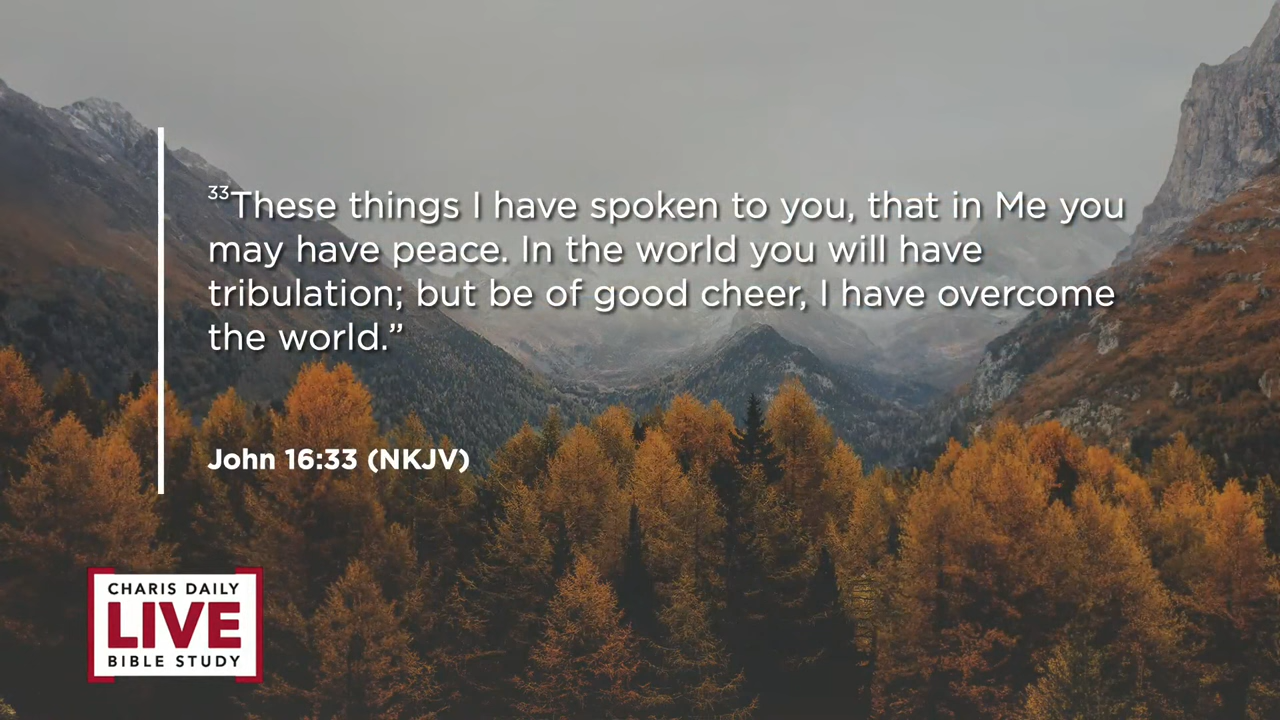 ³³These things I have spoken to you, that in Me you
may have peace. In the world you will have
tribulation; but be of good cheer, I have overcome
the world.”
John 16:33 (NKJV)
CHARIS DAILY
LIVE
BIBLE STUDY